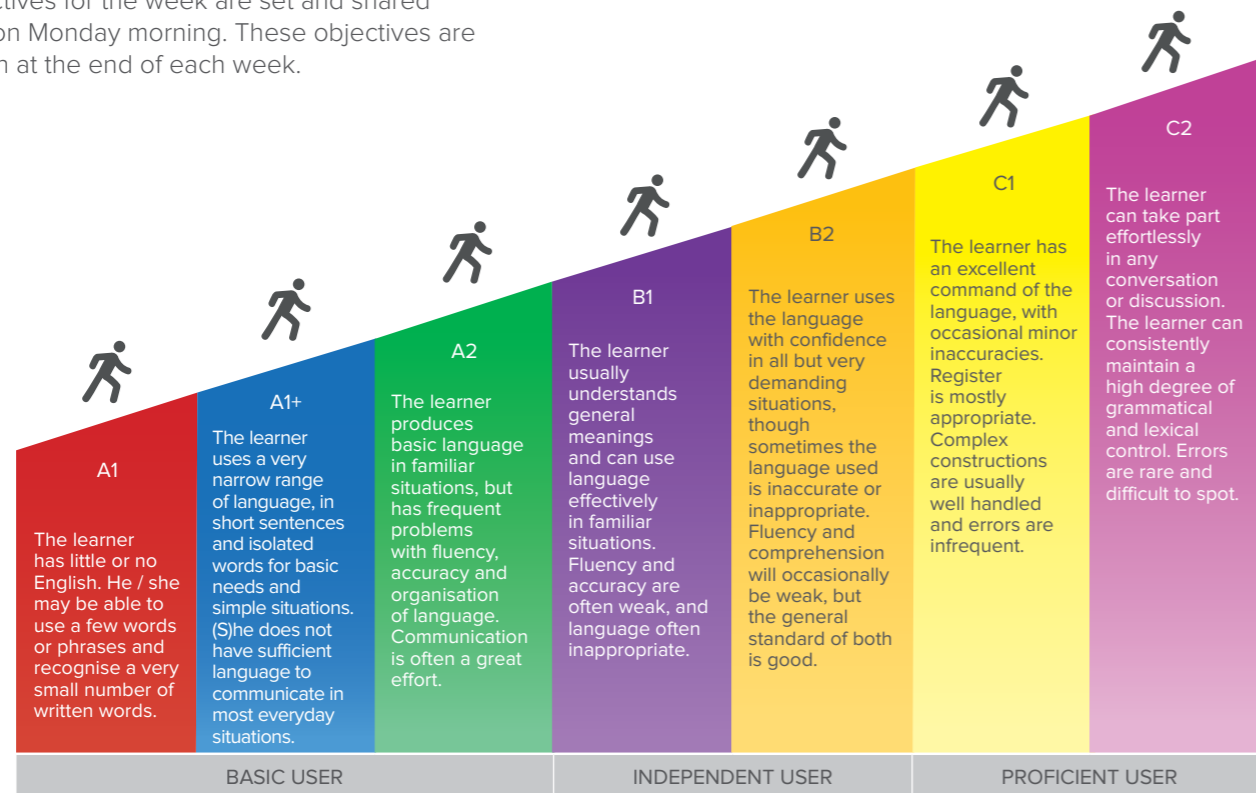 ctives for the week are set and shared
on Monday morning. These objectives are
n at the end of each week.
A1
The learner
has little or no
English. He / she
may be able to
use a few words
or phrases and
recognise a very
small number of
written words.
A1+
The learner
uses a very
narrow range
of language, in
short sentences
and isolated
words for basic
needs and
simple situations.
(S)he does not
have sufficient
language to
communicate in
most everyday
situations.
A2
The learner
produces
basic language
in familiar
situations, but
has frequent
problems
with fluency,
accuracy and
organisation
of language.
Communication
is often a great
effort.
B1
The learner
usually
understands
general
meanings
and can use
language
effectively
in familiar
situations.
Fluency and
accuracy are
often weak, and
language often
inappropriate.
B2
The learner uses
the language
with confidence
in all but very
demanding
situations,
though
sometimes the
language used
is inaccurate or
inappropriate.
Fluency and
comprehension
will occasionally
be weak, but
the general
standard of both
is good.
C1
The learner has
an excellent
command of the
language, with
occasional minor
inaccuracies.
Register
is mostly
appropriate.
Complex
constructions
are usually
well handled
and errors are
infrequent.
C2
The learner
can take part
effortlessly
in any
conversation
or discussion.
The learner can
consistently
maintain a
high degree of
grammatical
and lexical
control. Errors
are rare and
difficult to spot.
BASIC USER
INDEPENDENT USER
PROFICIENT USER